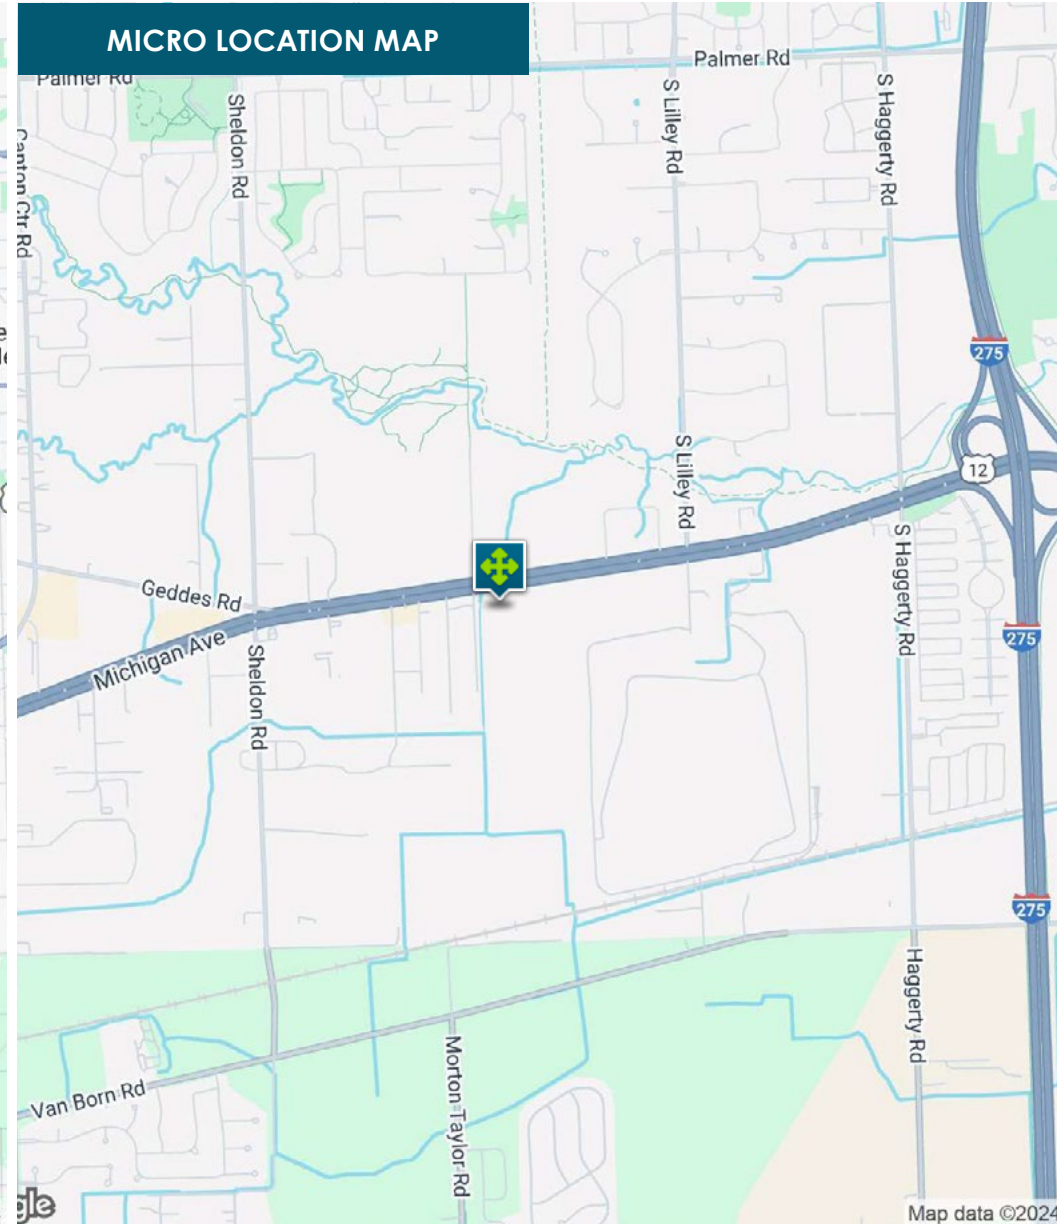 MICRO LOCATION MAP
Palmer Rd
Palmer Rd
Sheldon Rd
S Lilley Rd
S Haggerty Rd
Canton Ctr Rd
275
S Lilley Rd
12
S Haggerty Rd
Geddes Rd
Michigan Ave
275
Sheldon Rd
275
Haggerty Rd
Morton Taylor Rd
Van Born Rd
gle
Map data ©2024